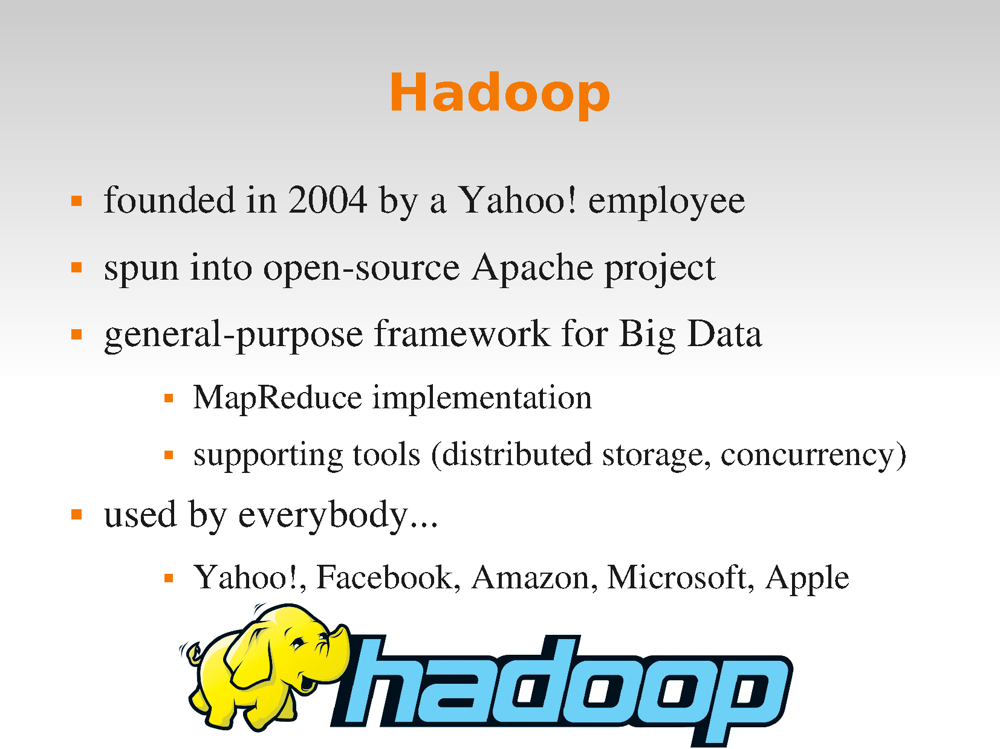 Hadoop
founded in 2004 by a Yahoo! employee
spun into open-source Apache project
general-purpose framework for Big Data
MapReduce implementation
supporting tools (distributed storage, concurrency)
used by everybody...
Yahoo!, Facebook, Amazon, Microsoft, Apple
hadoop